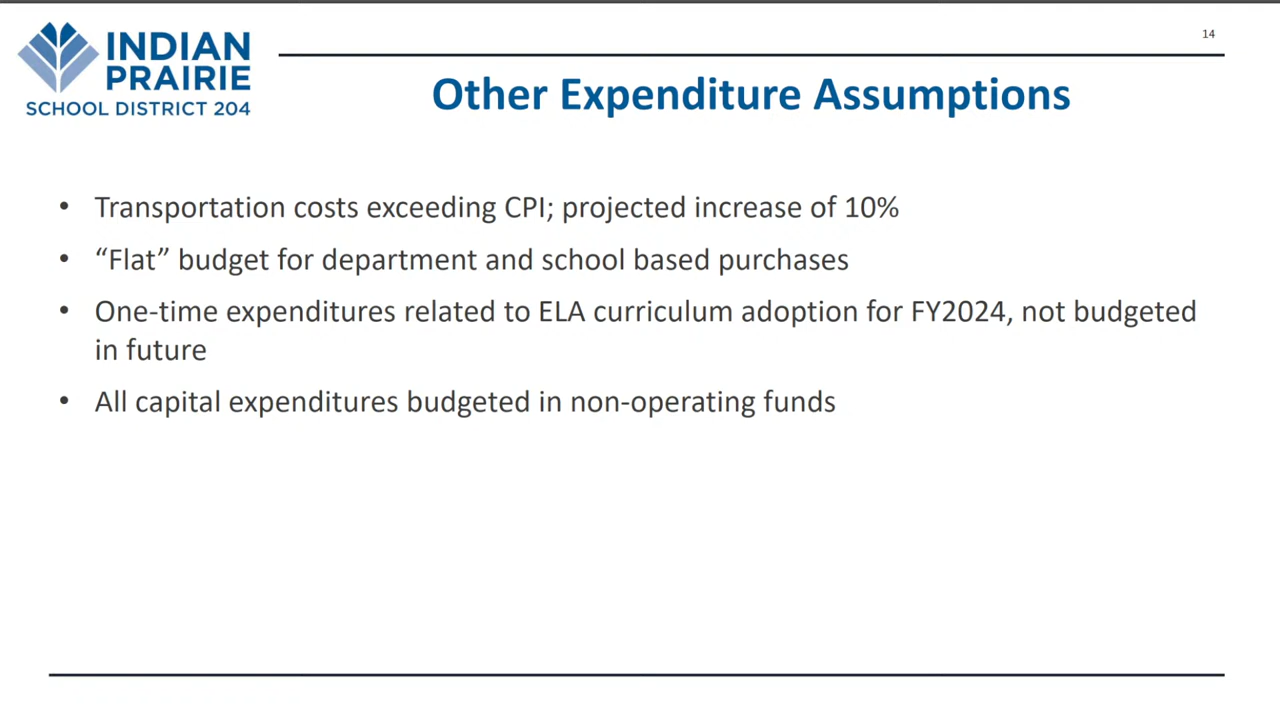 14
INDIAN
PRAIRIE
SCHOOL DISTRICT 204
Other Expenditure Assumptions
• Transportation costs exceeding CPI; projected increase of 10%
• “Flat” budget for department and school based purchases
• One-time expenditures related to ELA curriculum adoption for FY2024, not budgeted
in future
• All capital expenditures budgeted in non-operating funds